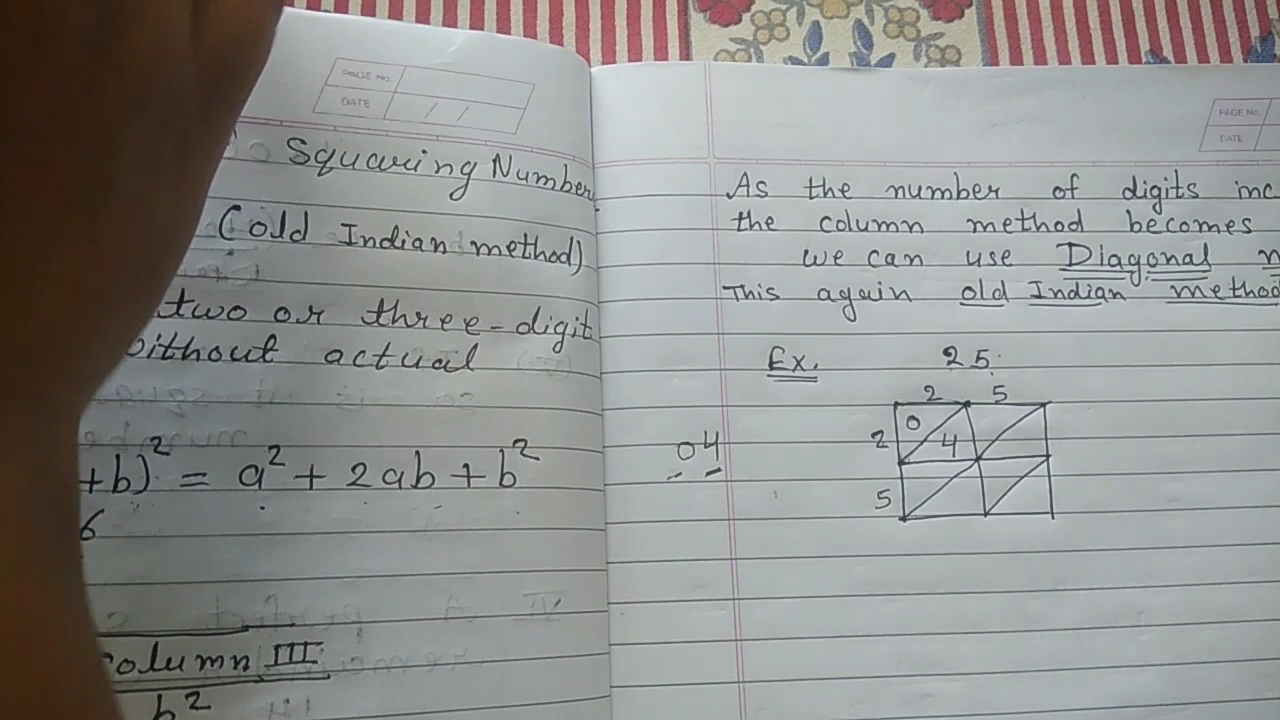 PAGE No.
DATE / /
Squaring Number
(old Indian method)
two or three-digit
without actual
+b)² = a² + 2ab + b²
6
column III
b²
PAGE No.
DATE
As the number of digits inc
the column method becomes
we can use Diagonal
This again old Indian method
Ex. 25.
2 5
2 0 4
5
04